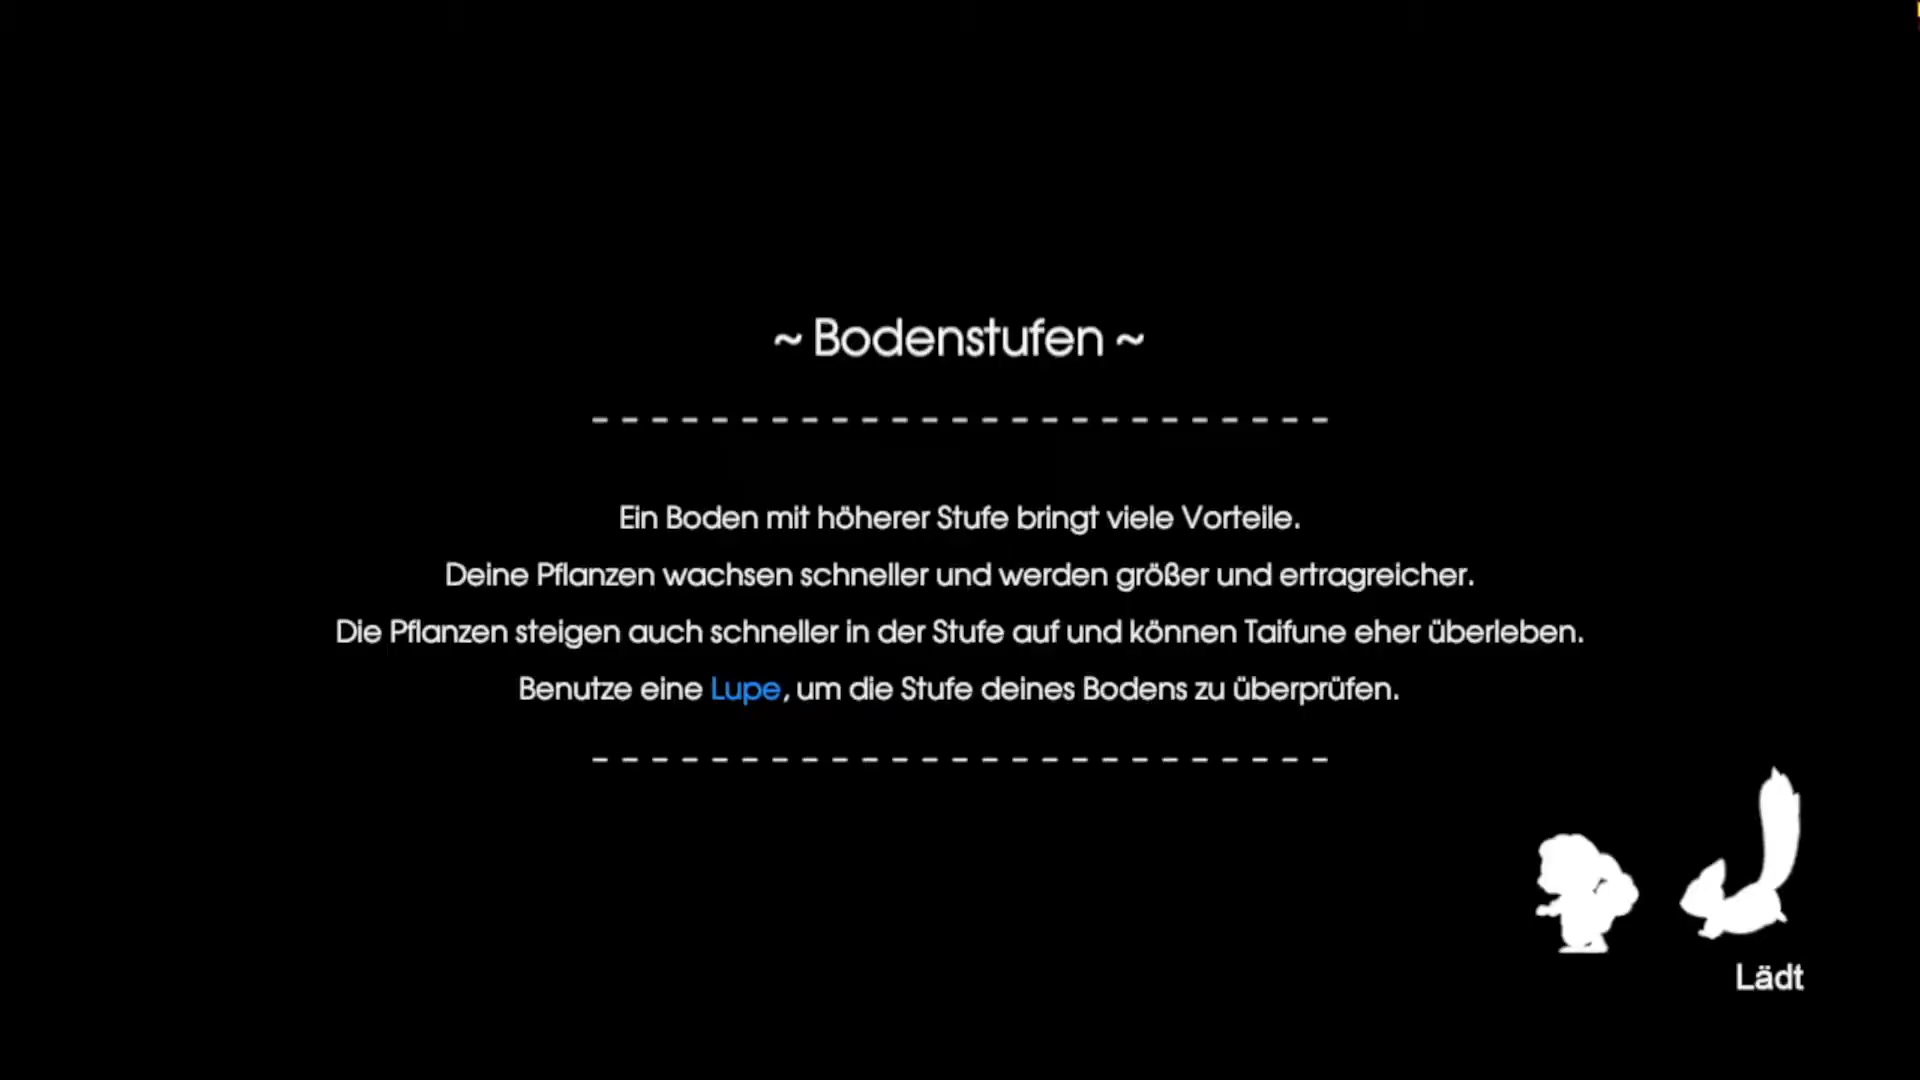 ~ Bodenstufen ~
- - - - - - - - - - - - - - - - - - - - - - - - -
Ein Boden mit höherer Stufe bringt viele Vorteile.
Deine Pflanzen wachsen schneller und werden größer und ertragreicher.
Die Pflanzen steigen auch schneller in der Stufe auf und können Taifune eher überleben.
Benutze eine Lupe, um die Stufe deines Bodens zu überprüfen.
- - - - - - - - - - - - - - - - - - - - - - - - -
Lädt